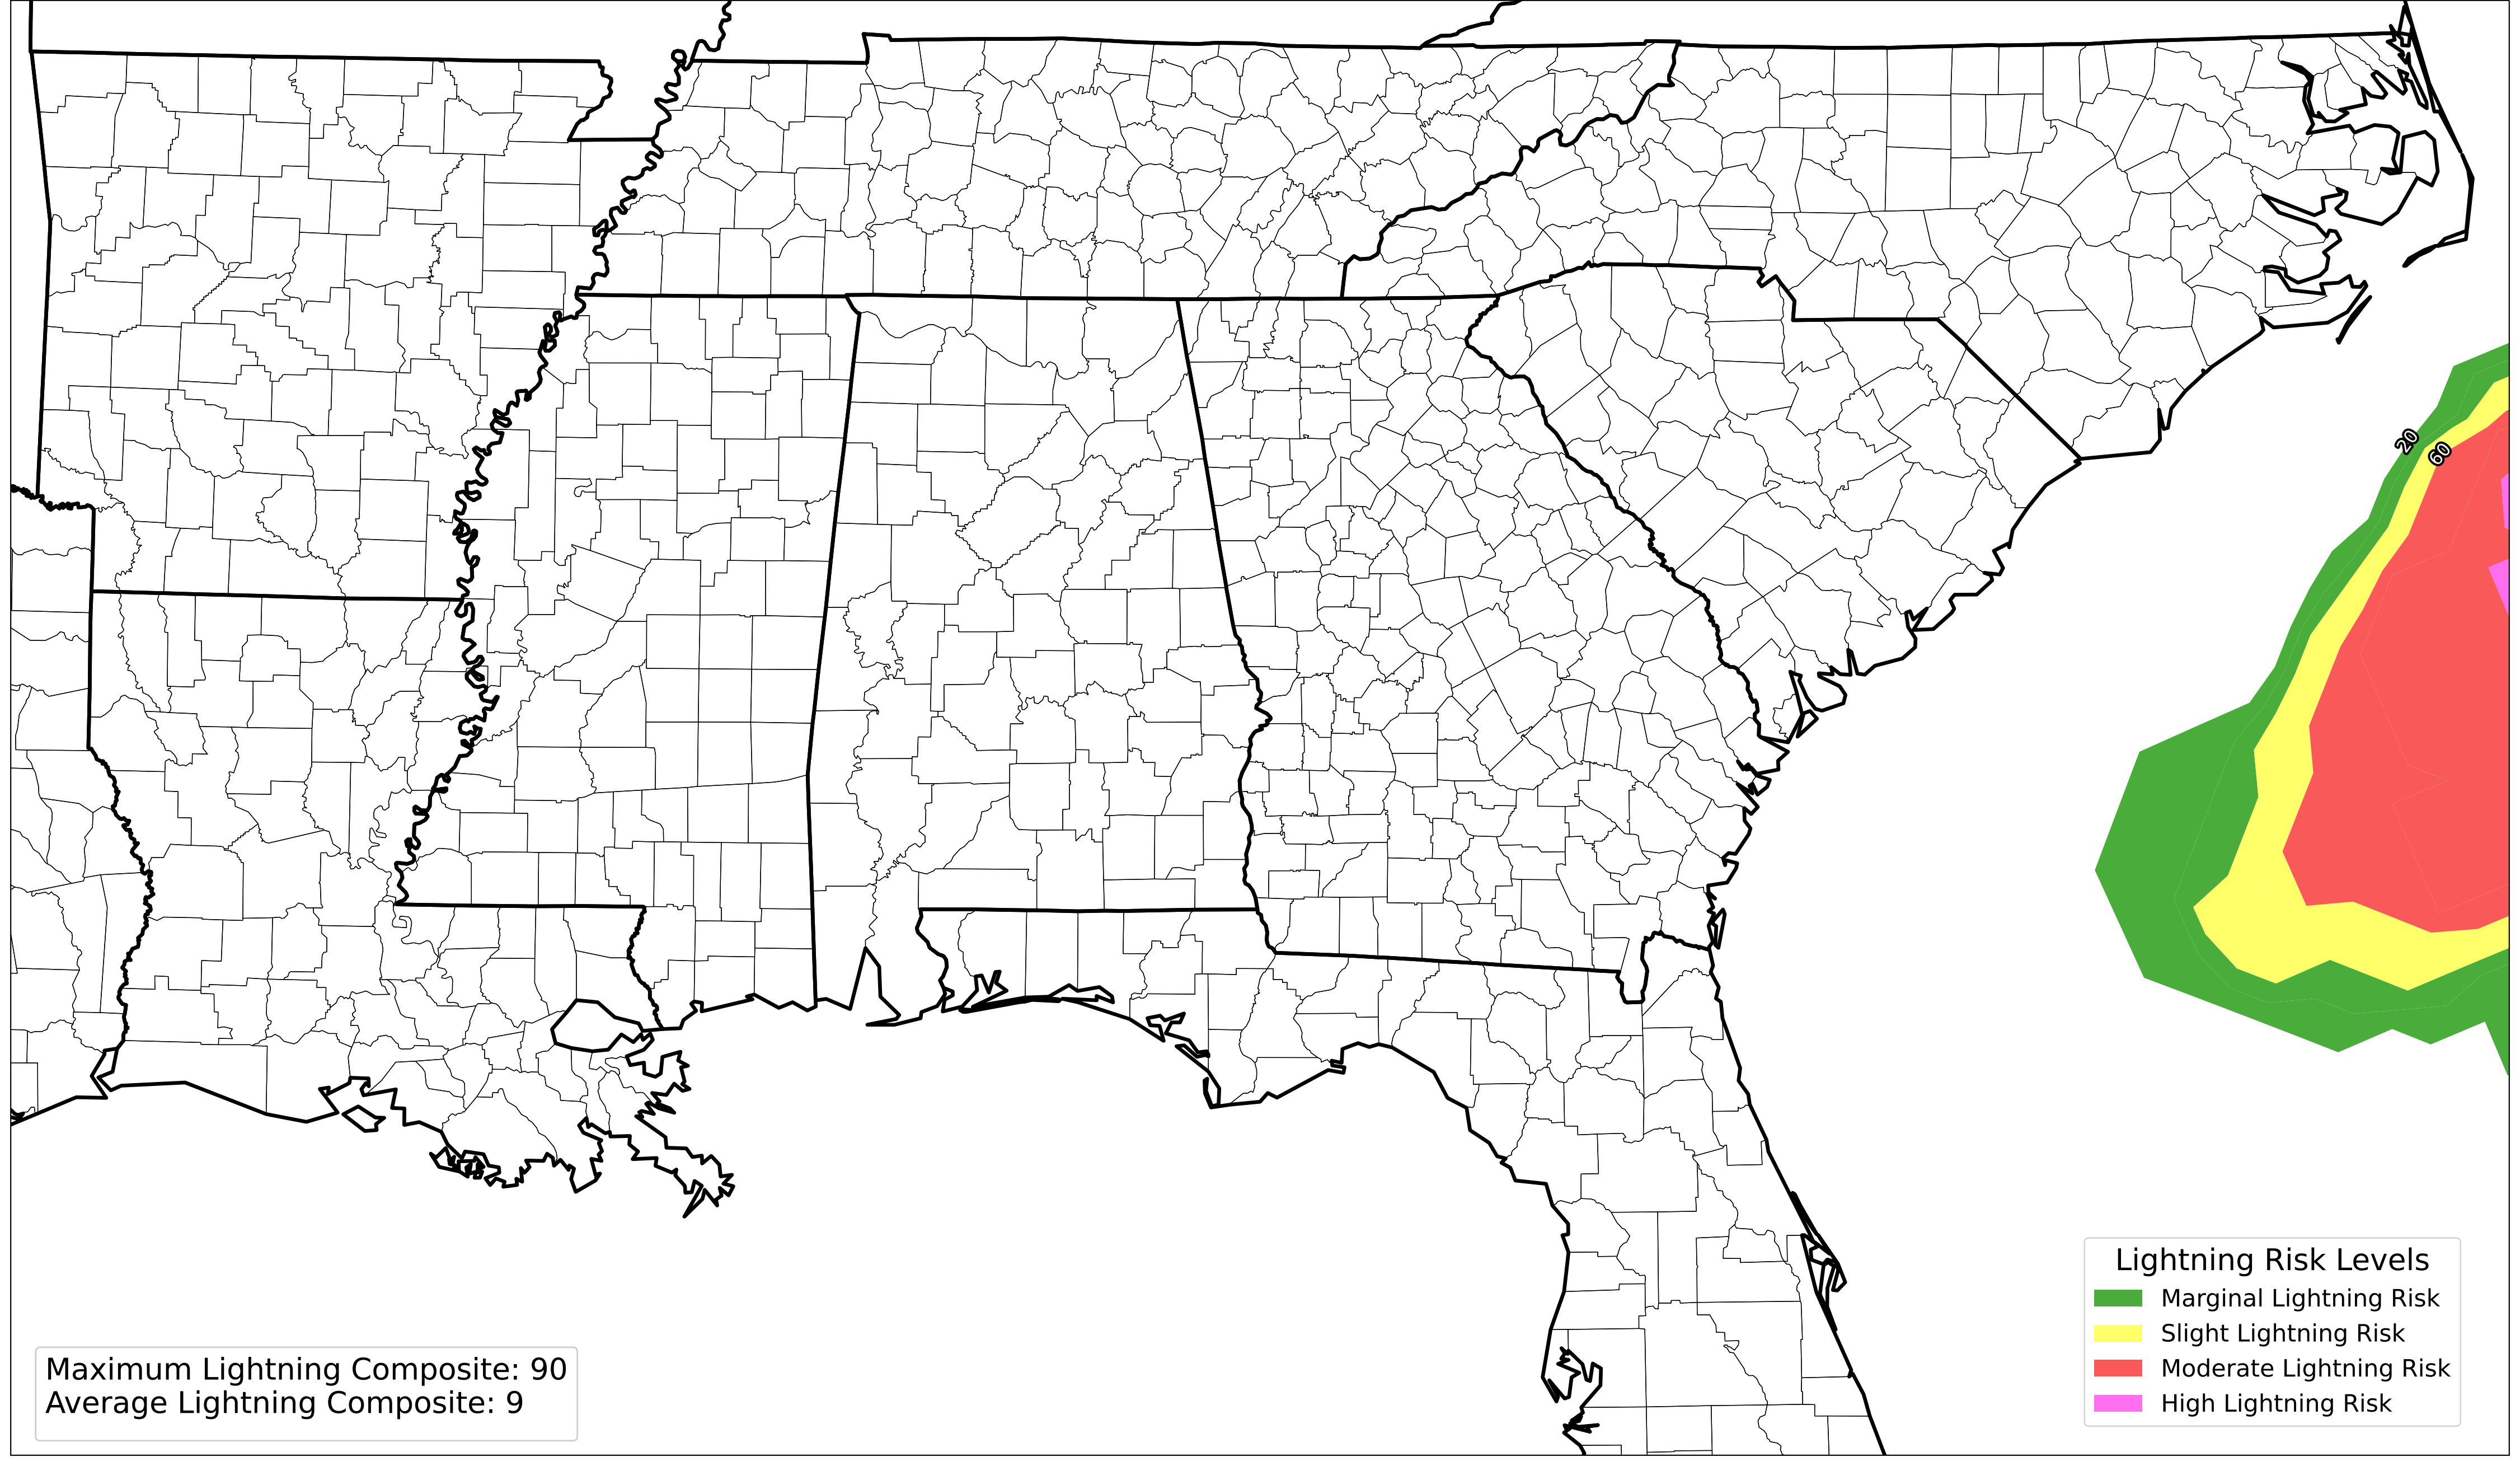 20
60
Lightning Risk Levels
Marginal Lightning Risk
Slight Lightning Risk
Moderate Lightning Risk
High Lightning Risk
Maximum Lightning Composite: 90
Average Lightning Composite: 9